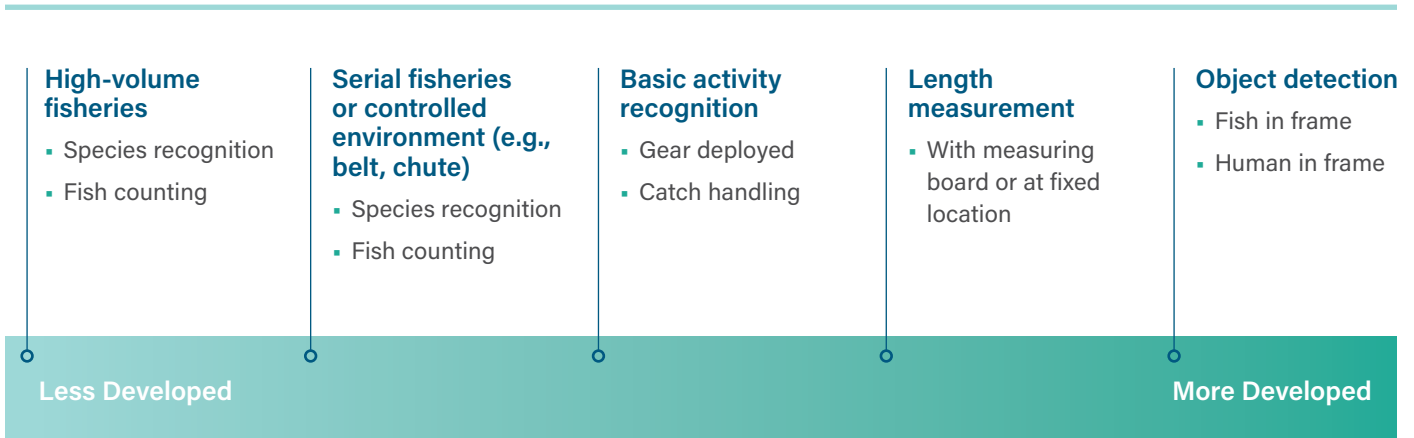 High-volume
fisheries
▪ Species recognition
▪ Fish counting
Serial fisheries
or controlled
environment (e.g.,
belt, chute)
▪ Species recognition
▪ Fish counting
Basic activity
recognition
▪ Gear deployed
▪ Catch handling
Length
measurement
▪ With measuring
board or at fixed
location
Object detection
▪ Fish in frame
▪ Human in frame
Less Developed
More Developed